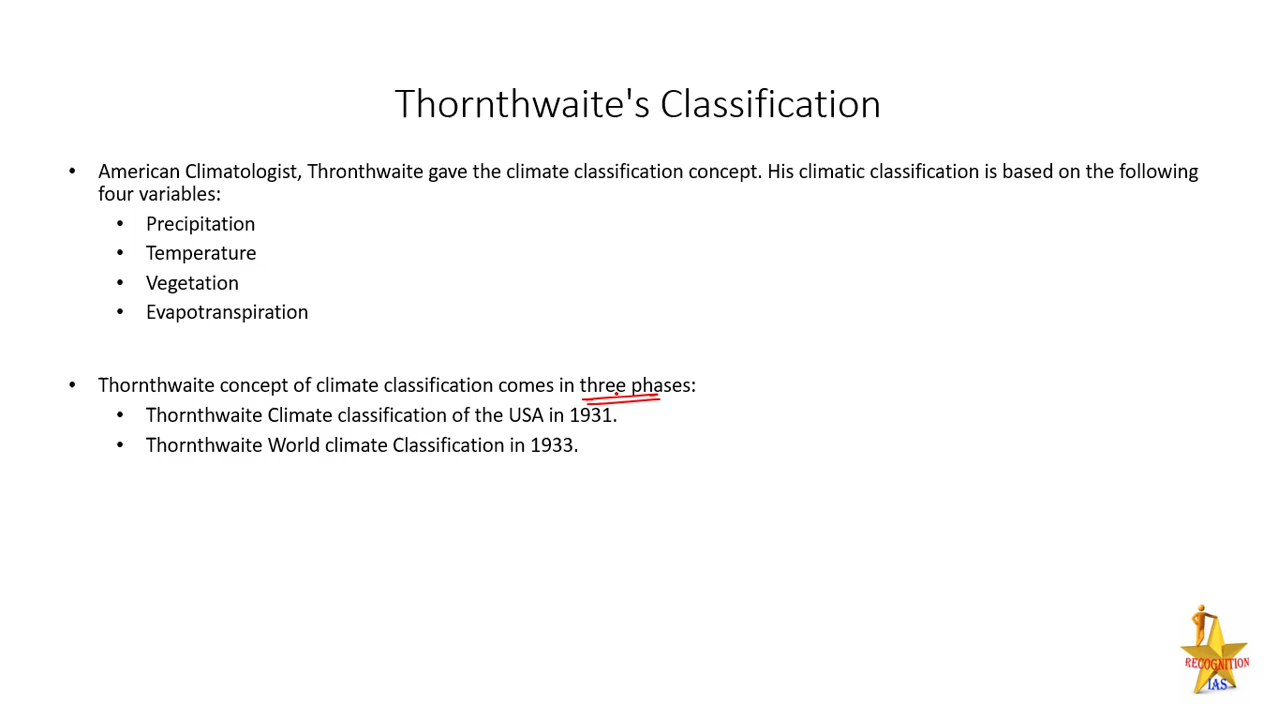 Thornthwaite's Classification
• American Climatologist, Thronthwaite gave the climate classification concept. His climatic classification is based on the following
four variables:
• Precipitation
• Temperature
• Vegetation
• Evapotranspiration
• Thornthwaite concept of climate classification comes in three phases:
• Thornthwaite Climate classification of the USA in 1931.
• Thornthwaite World climate Classification in 1933.
RECOGNITION
IAS